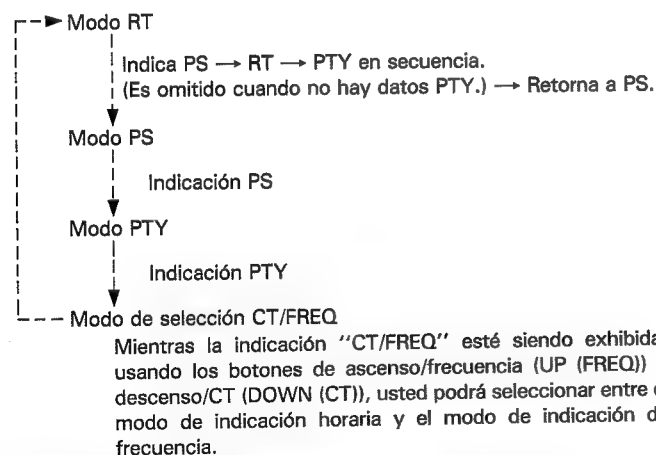 Modo RT
Indica PS → RT → PTY en secuencia.
(Es omitido cuando no hay datos PTY.) → Retorna a PS.
Modo PS
Indicación PS
Modo PTY
Indicación PTY
Modo de selección CT/FREQ
Mientras la indicación "CT/FREQ" esté siendo exhibida
usando los botones de ascenso/frecuencia (UP (FREQ))
descenso/CT (DOWN (CT)), usted podrá seleccionar entre
modo de indicación horaria y el modo de indicación
frecuencia.